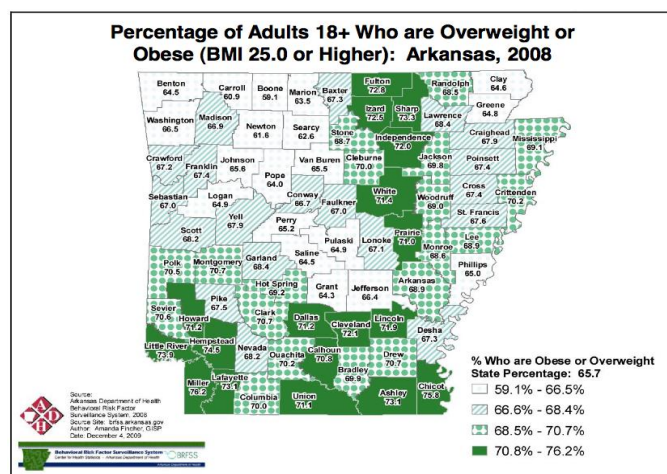 Percentage of Adults 18+ Who are Overweight or
Obese (BMI 25.0 or Higher): Arkansas, 2008
Benton
64.5
Carroll
60.9
Boone
59.1
Marion
63.5
Baxter
67.3
Fulton
72.8
Randolph
68.5
Clay
64.6
Washington
66.5
Madison
66.9
Newton
61.6
Searcy
62.6
Stone
68.7
Izard
72.5
Sharp
73.3
Lawrence
68.4
Greene
64.8
Independence
72.0
Craighead
67.9
Mississippi
69.1
Crawford
67.2
Franklin
67.4
Johnson
65.6
Pope
64.0
Van Buren
65.5
Cleburne
70.0
Jackson
69.8
Poinsett
67.4
Sebastian
67.0
Logan
64.9
Conway
66.7
Faulkner
67.0
White
71.4
Woodruff
69.0
Cross
67.4
Crittenden
70.2
St. Francis
67.6
Scott
68.2
Yell
67.9
Perry
65.2
Pulaski
64.9
Lonoke
67.1
Prairie
71.0
Monroe
68.6
Lee
68.9
Phillips
65.0
Polk
70.5
Montgomery
70.7
Garland
68.4
Saline
64.5
Hot Spring
69.2
Grant
64.3
Jefferson
66.4
Arkansas
68.9
Sevier
70.6
Howard
71.2
Pike
67.5
Clark
70.7
Dallas
71.2
Cleveland
72.1
Lincoln
71.9
Desha
67.3
Little River
73.9
Hempstead
74.5
Nevada
68.2
Ouachita
70.2
Calhoun
70.8
Bradley
69.9
Drew
70.7
Miller
76.2
Lafayette
73.1
Columbia
70.0
Union
71.1
Ashley
73.1
Chicot
75.8
% Who are Obese or Overweight
State Percentage: 65.7
59.1% - 66.5%
66.6% - 68.4%
68.5% - 70.7%
70.8% - 76.2%
ADH
Source:
Arkansas Department of Health
Behavioral Risk Factor
Surveillance System, 2008
Source Site: brfss.arkansas.gov
Author: Amanda Fincher, GISP
Date: December 4, 2009
Behavioral Risk Factor Surveillance System
Center for Health Statistics - Arkansas Department of Health
BRFSS